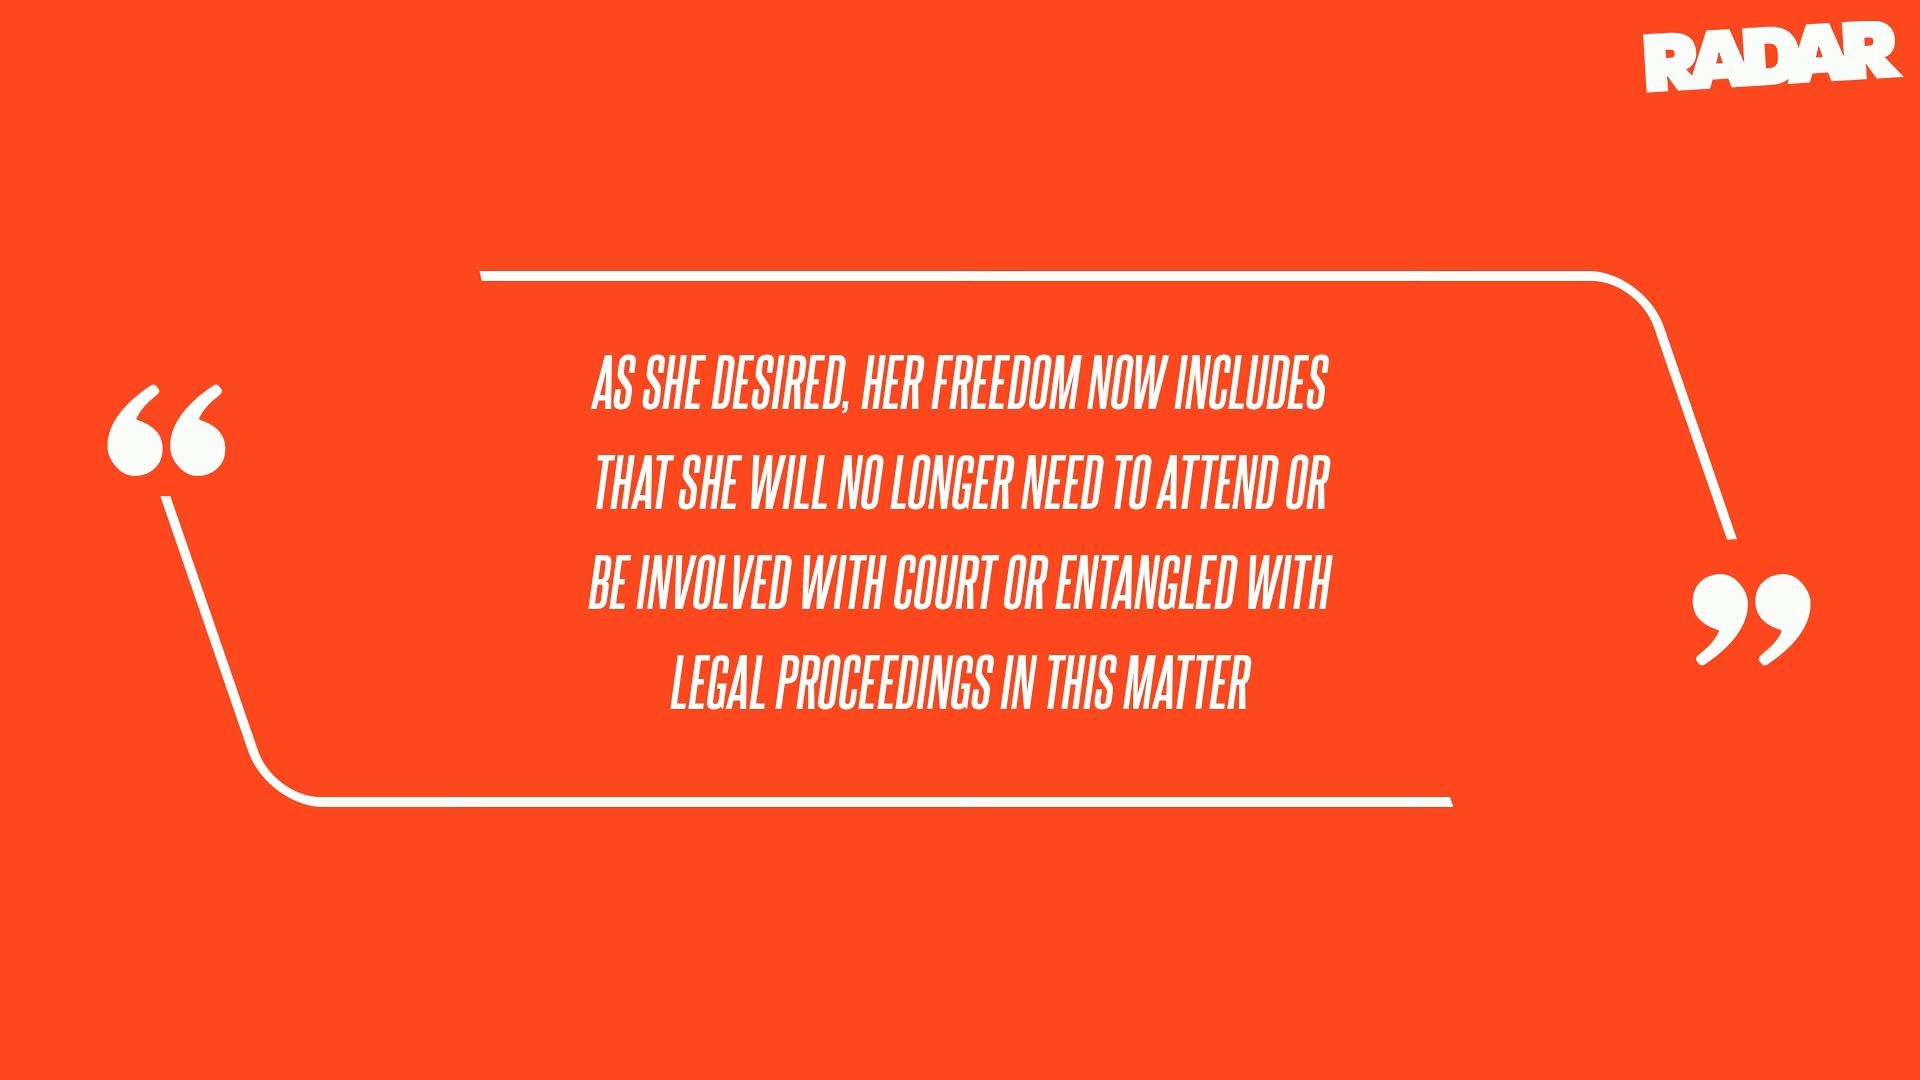 RADAR
AS SHE DESIRED, HER FREEDOM NOW INCLUDES
THAT SHE WILL NO LONGER NEED TO ATTEND OR
BE INVOLVED WITH COURT OR ENTANGLED WITH
LEGAL PROCEEDINGS IN THIS MATTER